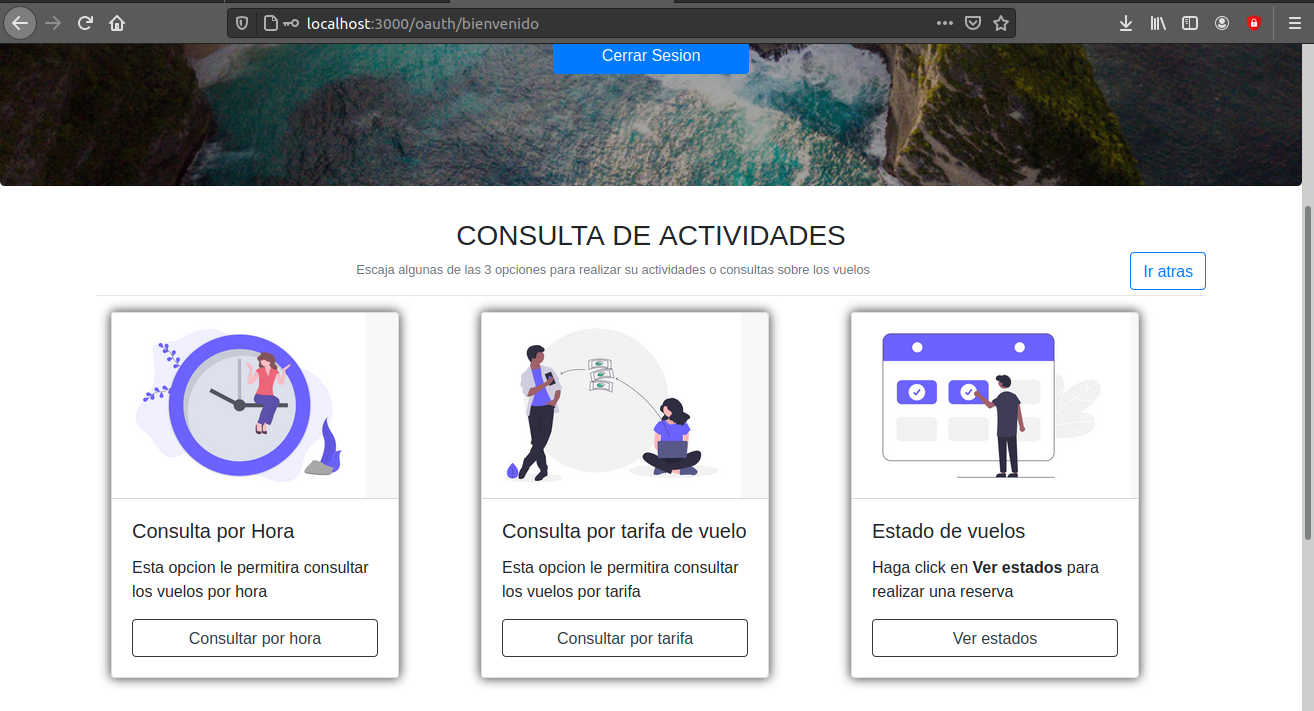 localhost:3000/oauth/bienvenido
Cerrar Sesion
CONSULTA DE ACTIVIDADES
Escaja algunas de las 3 opciones para realizar su actividades o consultas sobre los vuelos
Ir atras
Consulta por Hora
Esta opcion le permitira consultar
los vuelos por hora
Consultar por hora
Consulta por tarifa de vuelo
Esta opcion le permitira consultar
los vuelos por tarifa
Consultar por tarifa
Estado de vuelos
Haga click en Ver estados para
realizar una reserva
Ver estados